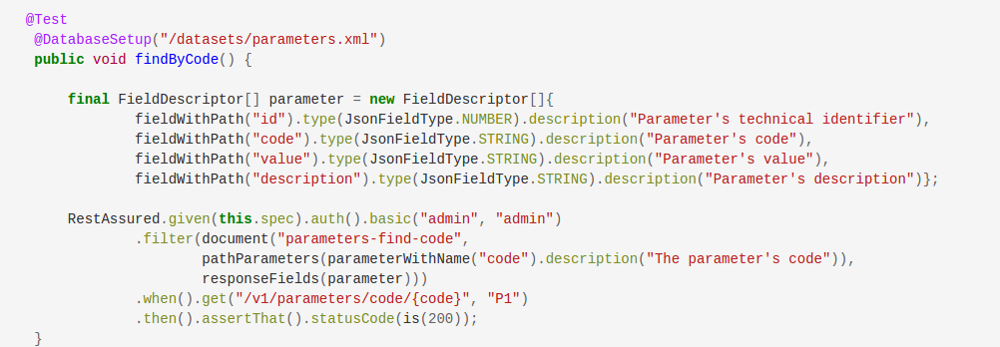 @Test
@DatabaseSetup("/datasets/parameters.xml")
public void findByCode() {
final FieldDescriptor[] parameter = new FieldDescriptor[]{
fieldWithPath("id").type(JsonFieldType.NUMBER).description("Parameter's technical identifier"),
fieldWithPath("code").type(JsonFieldType.STRING).description("Parameter's code"),
fieldWithPath("value").type(JsonFieldType.STRING).description("Parameter's value"),
fieldWithPath("description").type(JsonFieldType.STRING).description("Parameter's description")};
RestAssured.given(this.spec).auth().basic("admin", "admin")
.filter(document("parameters-find-code",
pathParameters(parameterWithName("code").description("The parameter's code")),
responseFields(parameter)))
.when().get("/v1/parameters/code/{code}", "P1")
.then().assertThat().statusCode(is(200));
}